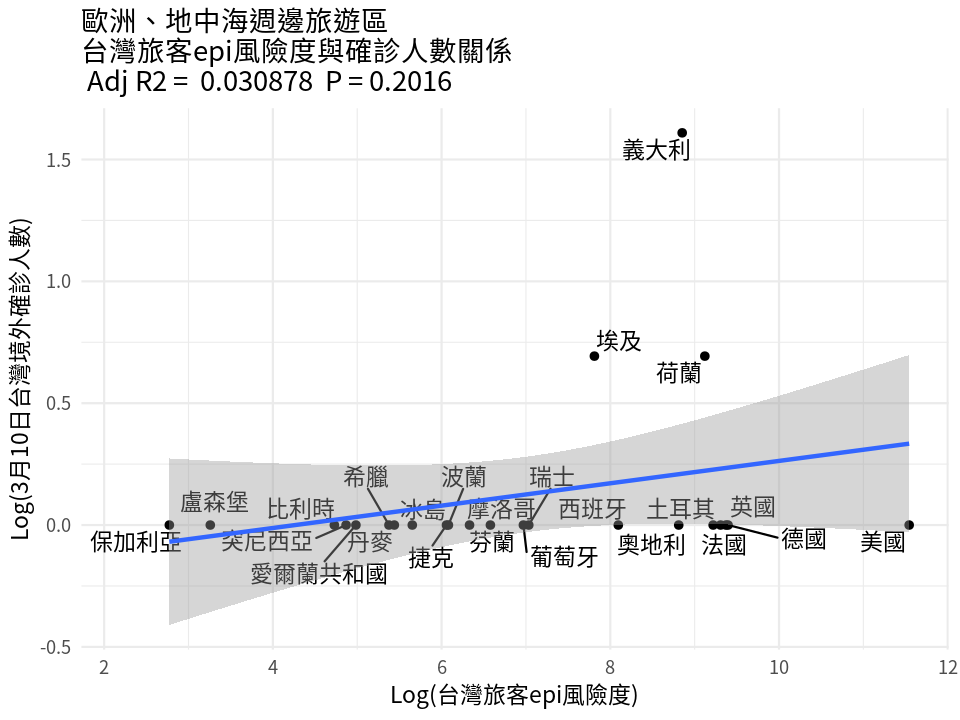 歐洲、地中海週邊旅遊區
台灣旅客epi風險度與確診人數關係
Adj R2 = 0.030878 P = 0.2016
Log(3月10日台灣境外確診人數)
1.5
1.0
0.5
0.0
-0.5
義大利
埃及
荷蘭
希臘
波蘭
瑞士
盧森堡
比利時
冰島
摩洛哥
西班牙
土耳其
英國
保加利亞
突尼西亞
丹麥
芬蘭
奧地利
法國
德國
美國
愛爾蘭共和國
捷克
葡萄牙
2
4
6
8
10
12
Log(台灣旅客epi風險度)